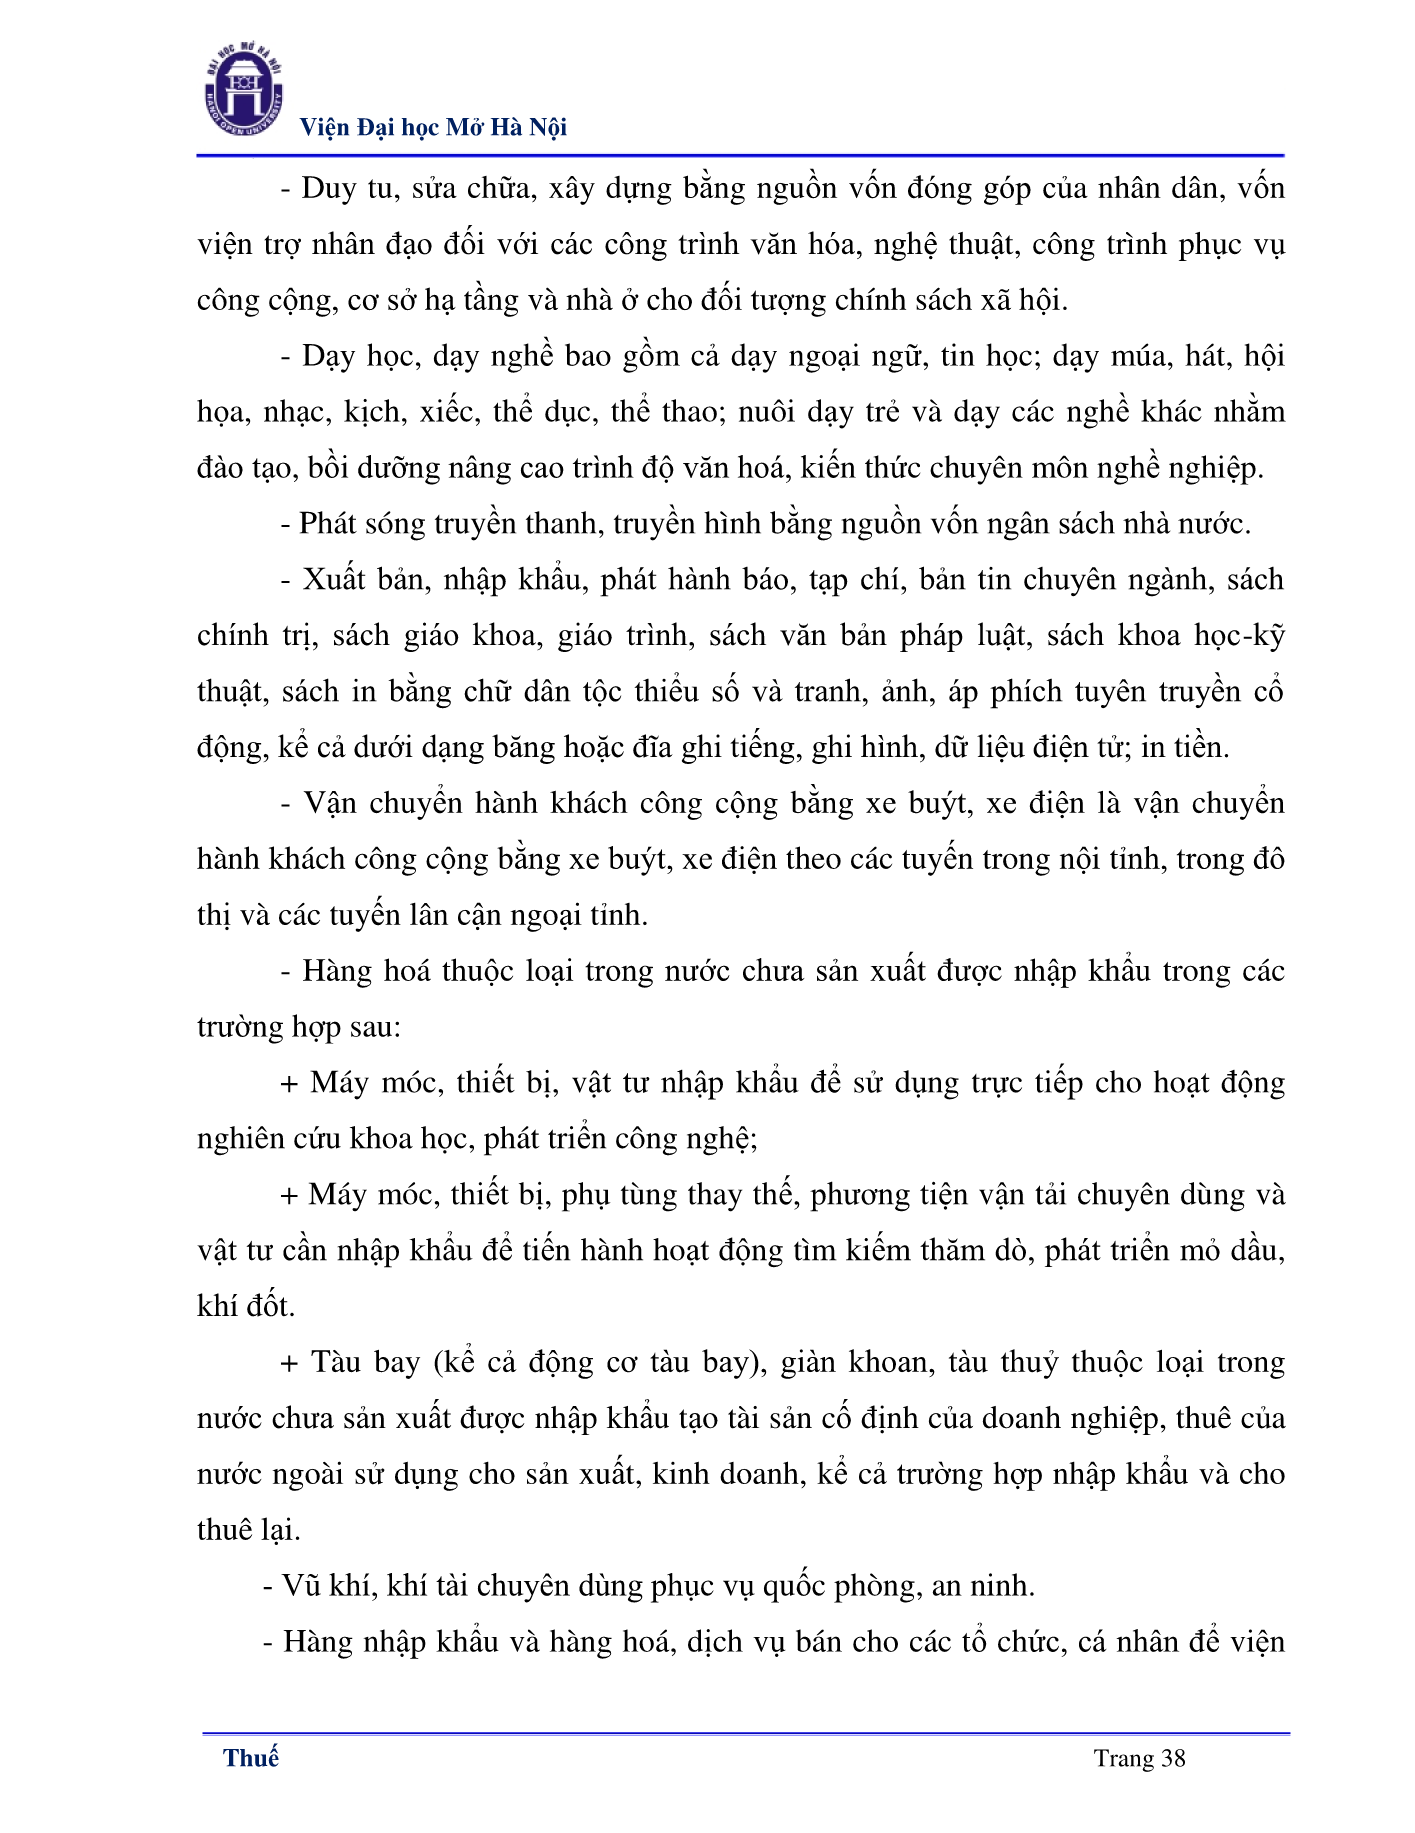 ĐẠI HỌC MỞ HÀ NỘI
HANOI OPEN UNIVERSITY
Viện Đại học Mở Hà Nội
- Duy tu, sửa chữa, xây dựng bằng nguồn vốn đóng góp của nhân dân, vốn
viện trợ nhân đạo đối với các công trình văn hóa, nghệ thuật, công trình phục vụ
công cộng, cơ sở hạ tầng và nhà ở cho đối tượng chính sách xã hội.
- Dạy học, dạy nghề bao gồm cả dạy ngoại ngữ, tin học; dạy múa, hát, hội
họa, nhạc, kịch, xiếc, thể dục, thể thao; nuôi dạy trẻ và dạy các nghề khác nhằm
đào tạo, bồi dưỡng nâng cao trình độ văn hoá, kiến thức chuyên môn nghề nghiệp.
- Phát sóng truyền thanh, truyền hình bằng nguồn vốn ngân sách nhà nước.
- Xuất bản, nhập khẩu, phát hành báo, tạp chí, bản tin chuyên ngành, sách
chính trị, sách giáo khoa, giáo trình, sách văn bản pháp luật, sách khoa học-kỹ
thuật, sách in bằng chữ dân tộc thiểu số và tranh, ảnh, áp phích tuyên truyền cổ
động, kể cả dưới dạng băng hoặc đĩa ghi tiếng, ghi hình, dữ liệu điện tử; in tiền.
- Vận chuyển hành khách công cộng bằng xe buýt, xe điện là vận chuyển
hành khách công cộng bằng xe buýt, xe điện theo các tuyến trong nội tỉnh, trong đô
thị và các tuyến lân cận ngoại tỉnh.
- Hàng hoá thuộc loại trong nước chưa sản xuất được nhập khẩu trong các
trường hợp sau:
+ Máy móc, thiết bị, vật tư nhập khẩu để sử dụng trực tiếp cho hoạt động
nghiên cứu khoa học, phát triển công nghệ;
+ Máy móc, thiết bị, phụ tùng thay thế, phương tiện vận tải chuyên dùng và
vật tư cần nhập khẩu để tiến hành hoạt động tìm kiếm thăm dò, phát triển mỏ dầu,
khí đốt.
+ Tàu bay (kể cả động cơ tàu bay), giàn khoan, tàu thuỷ thuộc loại trong
nước chưa sản xuất được nhập khẩu tạo tài sản cố định của doanh nghiệp, thuê của
nước ngoài sử dụng cho sản xuất, kinh doanh, kể cả trường hợp nhập khẩu và cho
thuê lại.
- Vũ khí, khí tài chuyên dùng phục vụ quốc phòng, an ninh.
- Hàng nhập khẩu và hàng hoá, dịch vụ bán cho các tổ chức, cá nhân để viện
Thuế
Trang 38